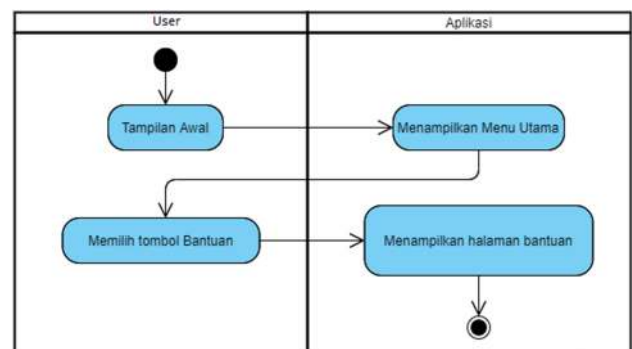 User
Aplikasi
Tampilan Awal
Menampilkan Menu Utama
Memilih tombol Bantuan
Menampilkan halaman bantuan